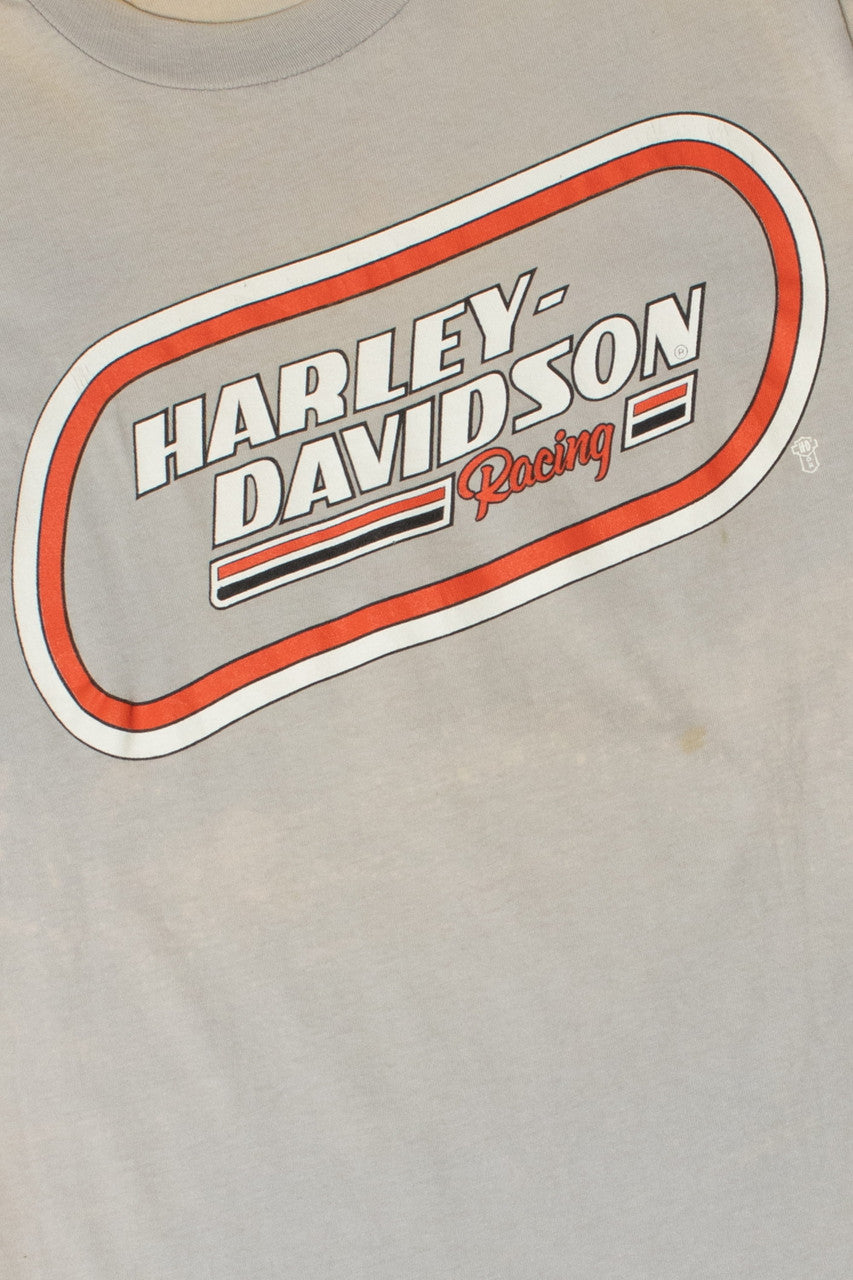 HARLEY-
DAVIDSON
®
Racing